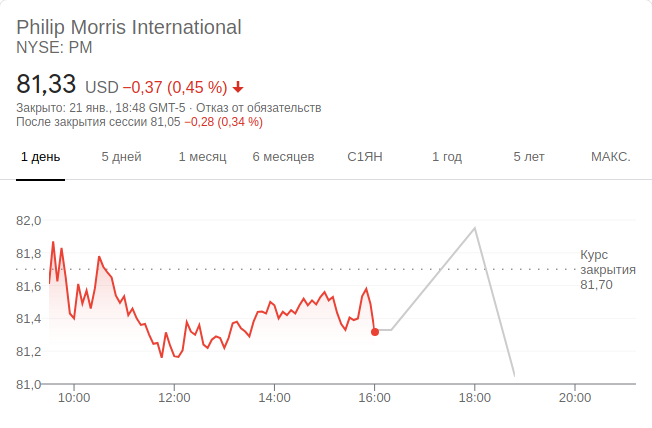 Philip Morris International
NYSE: PM
81,33 USD −0,37 (0,45 %)
Закрыто: 21 янв., 18:48 GMT-5 · Отказ от обязательств
После закрытия сессии 81,05 −0,28 (0,34 %)
1 день 5 дней 1 месяц 6 месяцев С1ЯН 1 год 5 лет МАКС.
82,0
81,8
81,6
81,4
81,2
81,0
Курс
закрытия
81,70
10:00 12:00 14:00 16:00 18:00 20:00